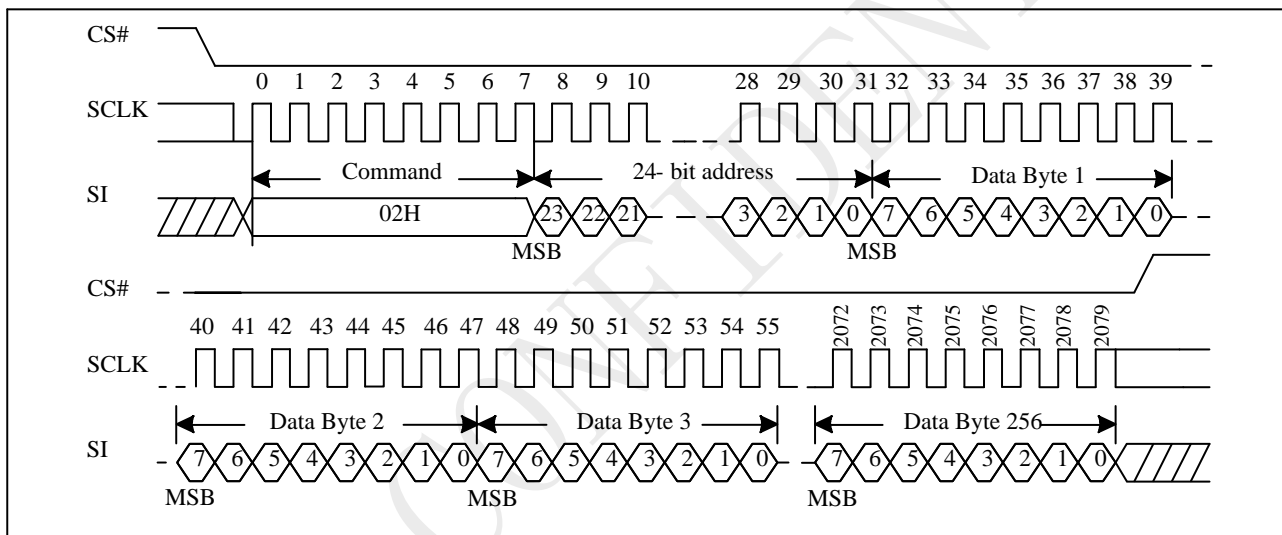 CS#
0 1 2 3 4 5 6 7 8 9 10 28 29 30 31 32 33 34 35 36 37 38 39
SCLK
Command 24- bit address Data Byte 1
SI
02H 23 22 21 3 2 1 0 7 6 5 4 3 2 1 0
MSB MSB
CS#
40 41 42 43 44 45 46 47 48 49 50 51 52 53 54 55 2072 2073 2074 2075 2076 2077 2078 2079
SCLK
Data Byte 2 Data Byte 3 Data Byte 256
SI
7 6 5 4 3 2 1 0 7 6 5 4 3 2 1 0 7 6 5 4 3 2 1 0
MSB MSB MSB
CONFIDEN